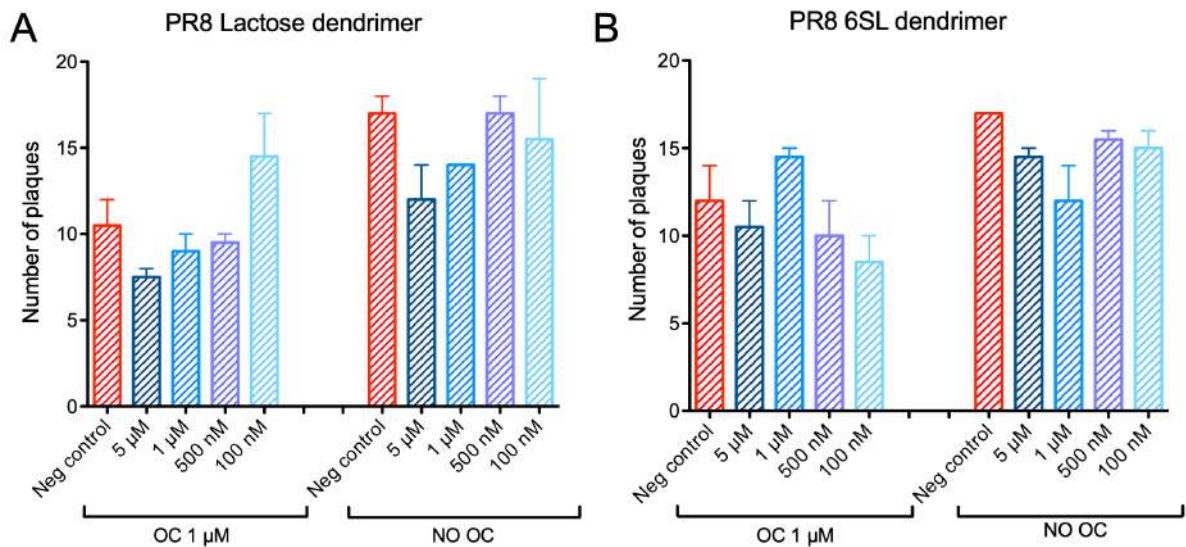 A
PR8 Lactose dendrimer
Number of plaques
20
15
10
5
0
Neg control
5 µM
1 µM
500 nM
100 nM
Neg control
5 µM
1 µM
500 nM
100 nM
OC 1 µM
NO OC
B
PR8 6SL dendrimer
Number of plaques
20
15
10
5
0
Neg control
5 µM
1 µM
500 nM
100 nM
Neg control
5 µM
1 µM
500 nM
100 nM
OC 1 µM
NO OC